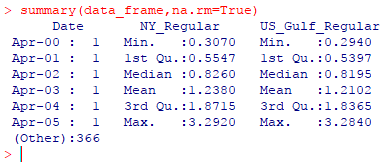 > summary(data_frame,na.rm=True)
Date NY_Regular US_Gulf_Regular
Apr-00 : 1 Min. :0.3070 Min. :0.2940
Apr-01 : 1 1st Qu.:0.5547 1st Qu.:0.5397
Apr-02 : 1 Median :0.8260 Median :0.8195
Apr-03 : 1 Mean :1.2380 Mean :1.2102
Apr-04 : 1 3rd Qu.:1.8715 3rd Qu.:1.8365
Apr-05 : 1 Max. :3.2920 Max. :3.2840
(Other):366
>